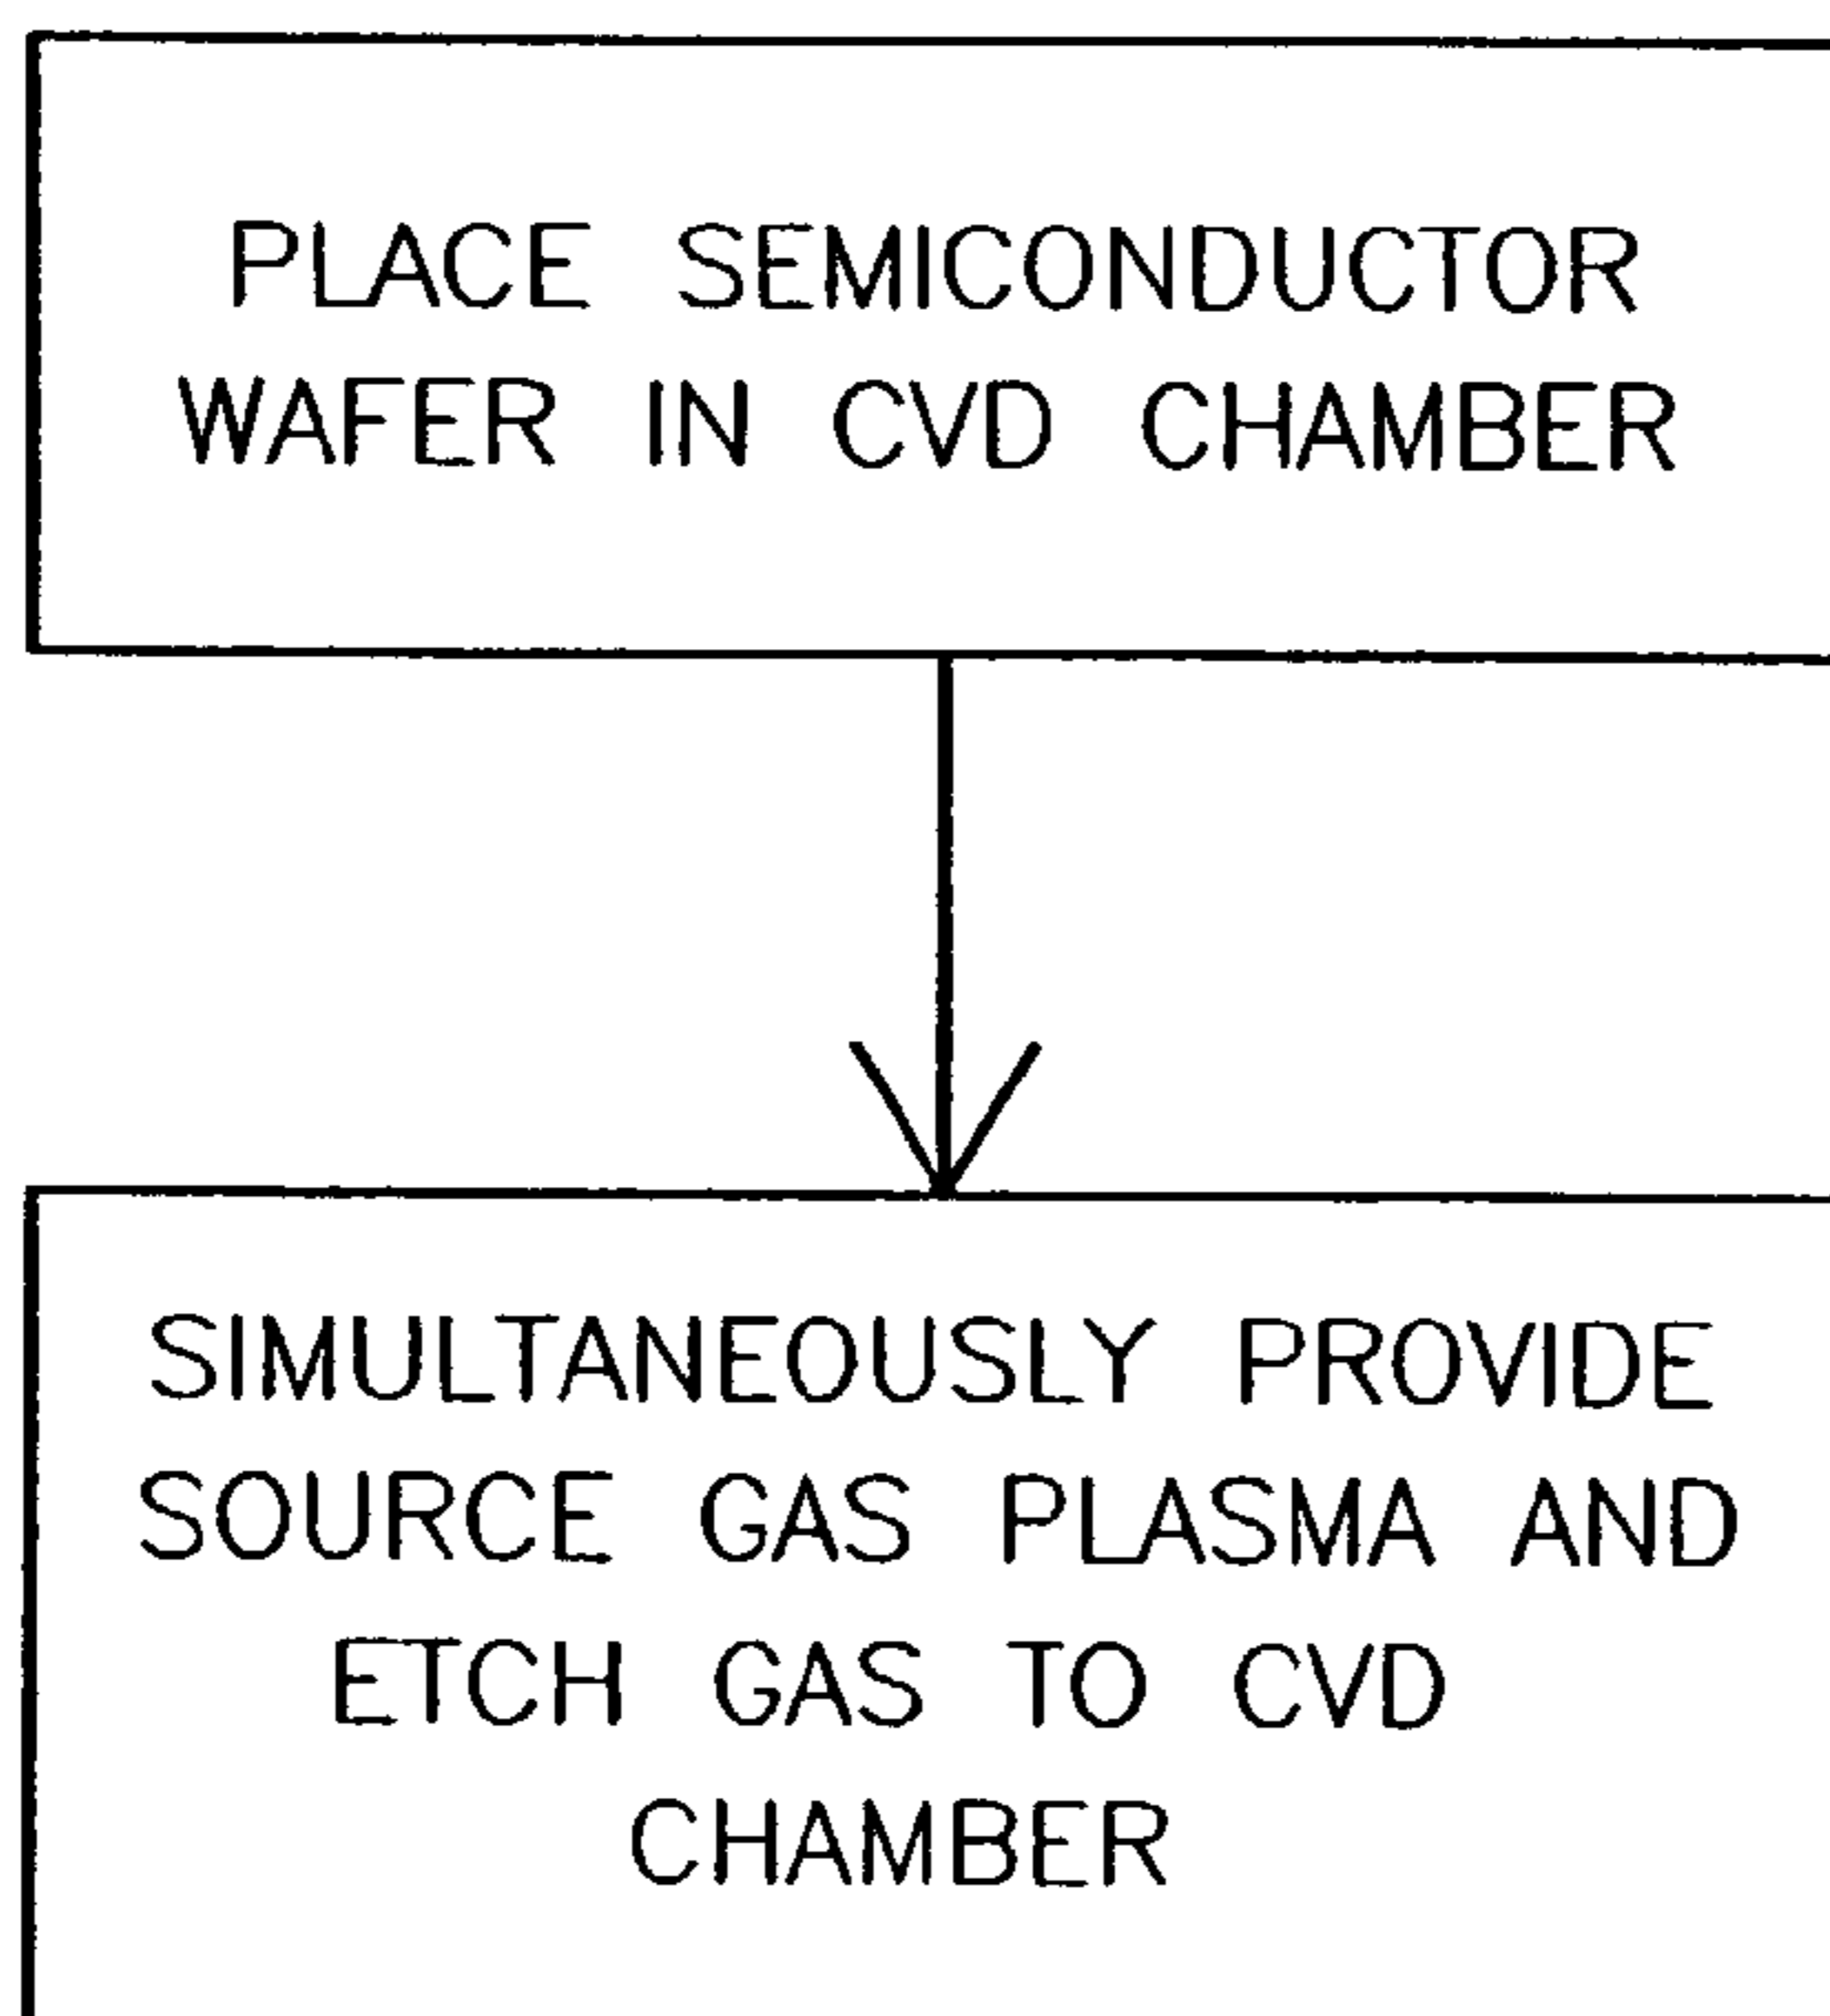 PLACE SEMICONDUCTOR
WAFER IN CVD CHAMBER
SIMULTANEOUSLY PROVIDE
SOURCE GAS PLASMA AND
ETCH GAS TO CVD
CHAMBER